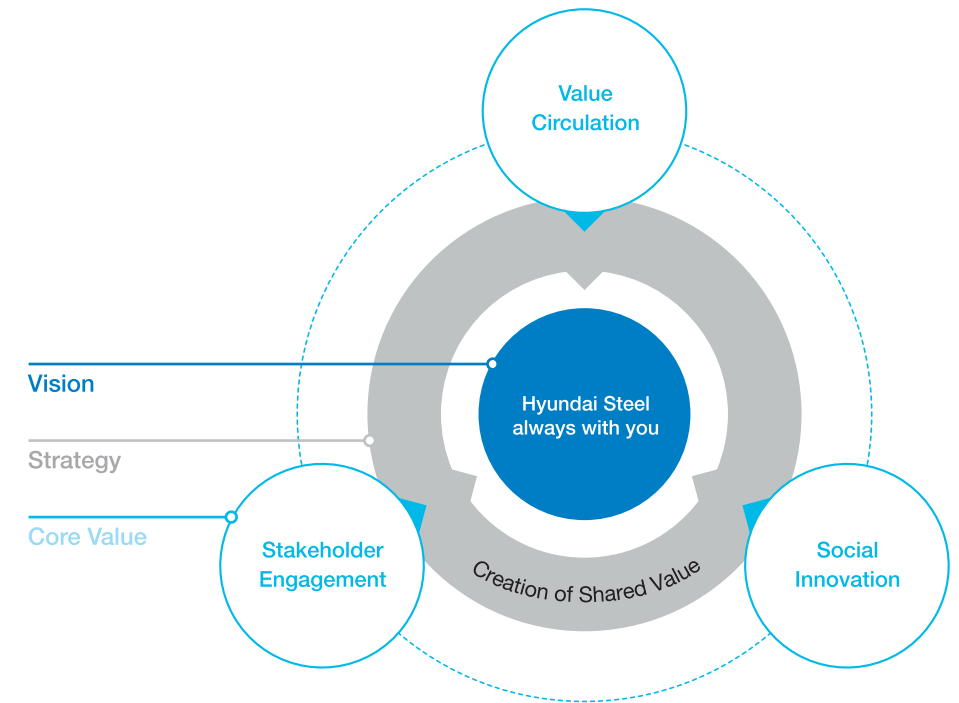 Value
Circulation
Vision
Hyundai Steel
always with you
Strategy
Core Value
Stakeholder
Engagement
Social
Innovation
Creation of Shared Value